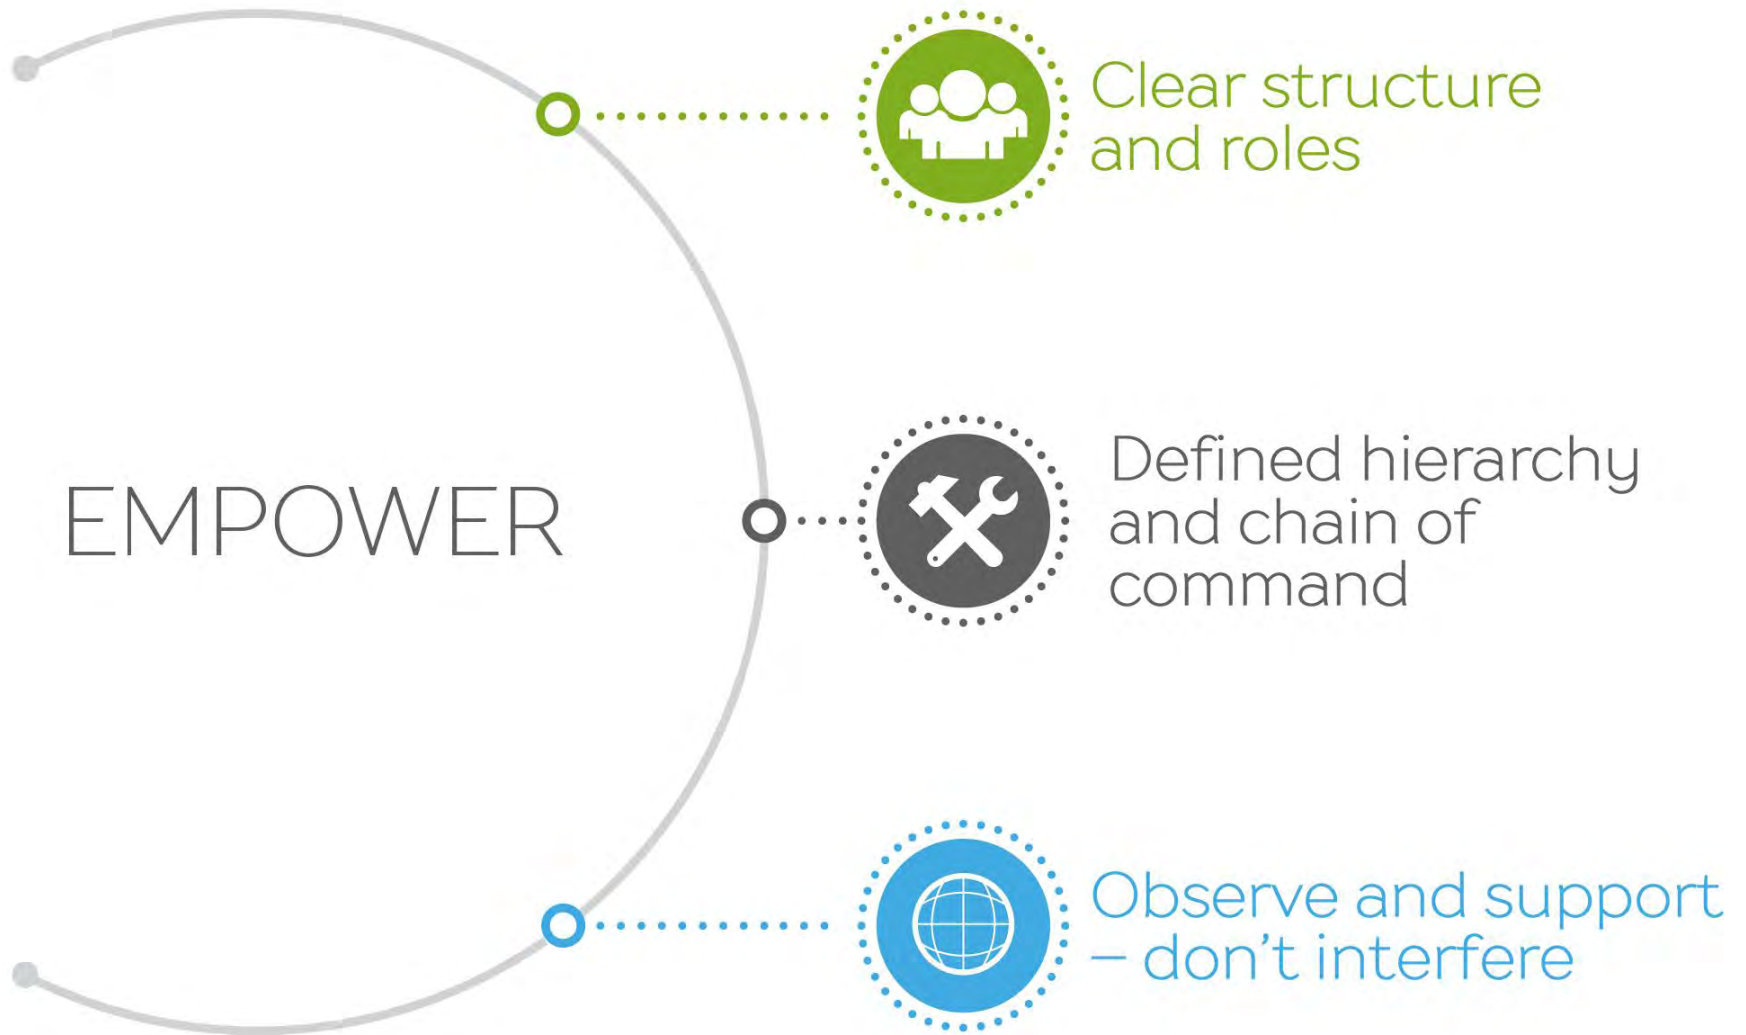 EMPOWER
Clear structure
and roles
Defined hierarchy
and chain of
command
Observe and support
– don't interfere